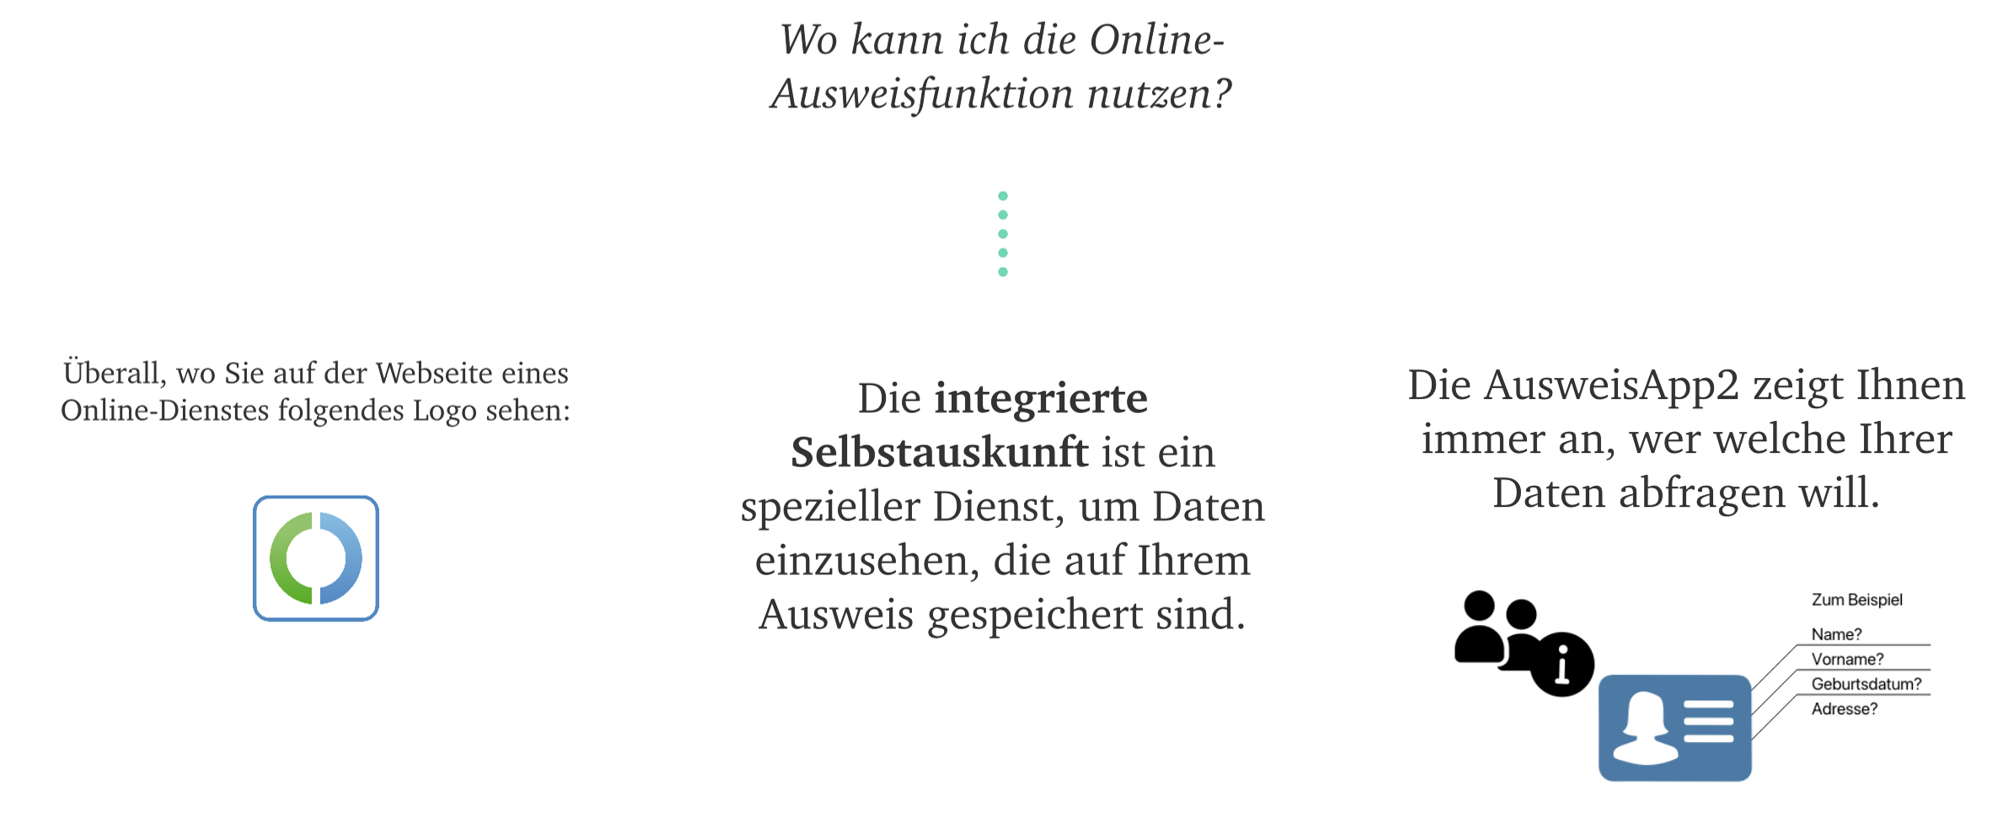 Wo kann ich die Online-
Ausweisfunktion nutzen?
Überall, wo Sie auf der Webseite eines
Online-Dienstes folgendes Logo sehen:
Die integrierte
Selbstauskunft ist ein
spezieller Dienst, um Daten
einzusehen, die auf Ihrem
Ausweis gespeichert sind.
Die AusweisApp2 zeigt Ihnen
immer an, wer welche Ihrer
Daten abfragen will.
Zum Beispiel
Name?
Vorname?
Geburtsdatum?
Adresse?